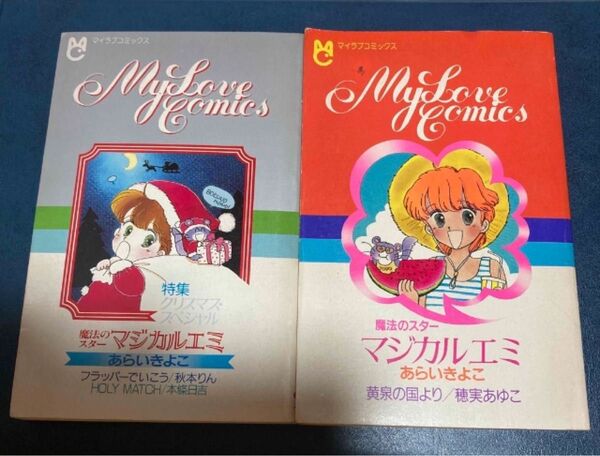 マイラブコミックス
My Love
Comics
特集
クリスマス・
スペシャル
魔法の
スター
マジカルエミ
あらいきよこ
フラッパーでいこう/秋本りん
HOLY MATCH/本條日吉
マイラブコミックス
My Love
Comics
魔法のスター
マジカルエミ
あらいきよこ
黄泉の国より/穂実あゆこ